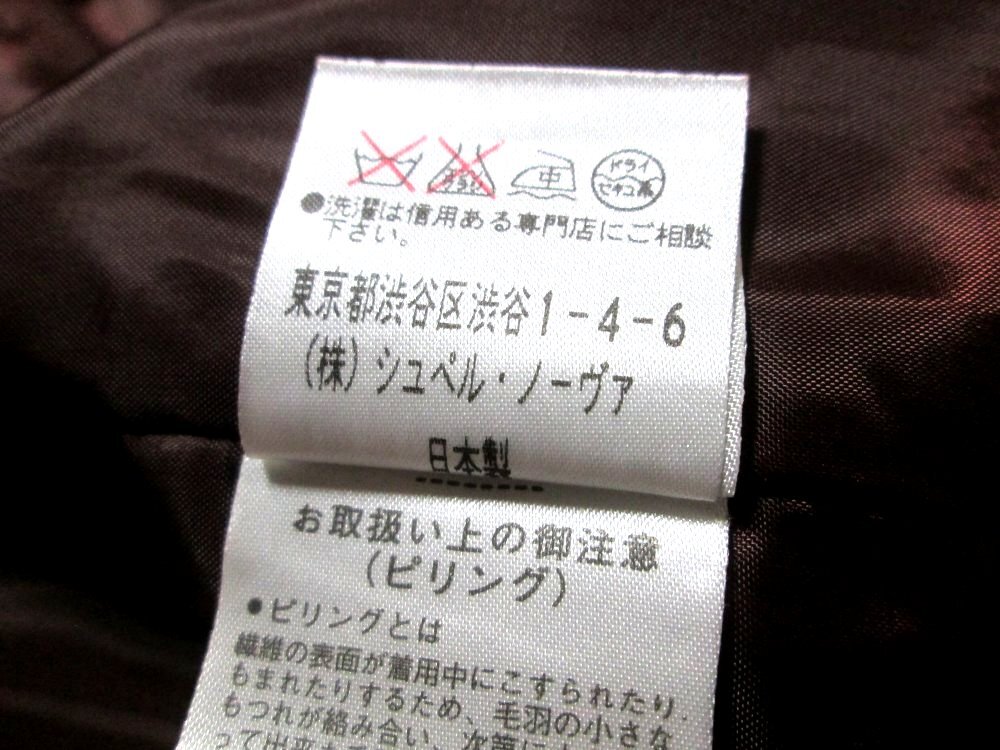 中 ドライ セキユ系
●洗濯は信用ある専門店にご相談
下さい。
東京都渋谷区渋谷1-4-6
(株)シュペル・ノーヴァ
日本製
お取扱い上の御注意
(ピリング)
●ピリングとは
繊維の表面が着用中にこすられたり、
もまれたりするため、毛羽の小さな
もつれが絡み合い、次第に
って出来